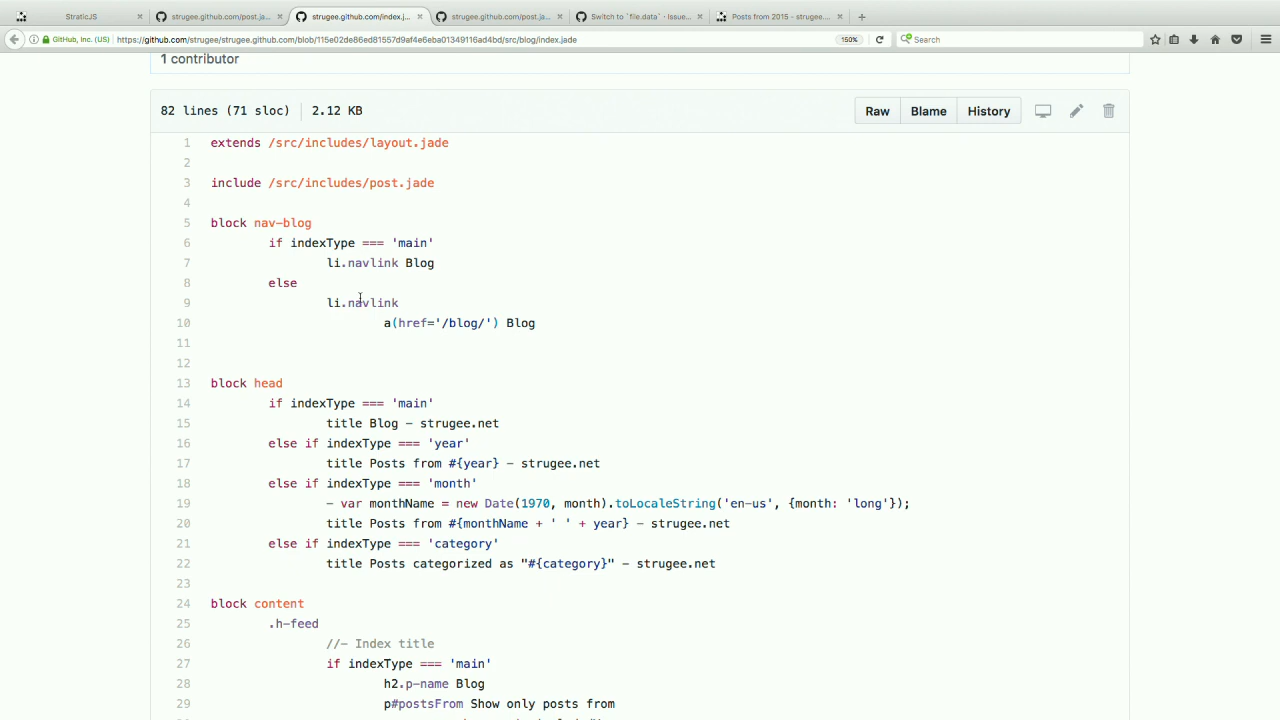 StraticJS
strugee.github.com/post.ja...
strugee.github.com/index.j...
strugee.github.com/post.ja...
Switch to `file.data` · Issue...
Posts from 2015 - strugee....
GitHub, Inc. (US)
https://github.com/strugee/strugee.github.com/blob/115e02de86ed81557d9af4e6eba01349116ad4bd/src/blog/index.jade
150%
Search
1 contributor
82 lines (71 sloc) 2.12 KB
Raw Blame History
1 extends /src/includes/layout.jade
2
3 include /src/includes/post.jade
4
5 block nav-blog
6 if indexType === 'main'
7 li.navlink Blog
8 else
9 li.navlink
10 a(href='/blog/') Blog
11
12
13 block head
14 if indexType === 'main'
15 title Blog - strugee.net
16 else if indexType === 'year'
17 title Posts from #{year} - strugee.net
18 else if indexType === 'month'
19 - var monthName = new Date(1970, month).toLocaleString('en-us', {month: 'long'});
20 title Posts from #{monthName + ' ' + year} - strugee.net
21 else if indexType === 'category'
22 title Posts categorized as "#{category}" - strugee.net
23
24 block content
25 .h-feed
26 //- Index title
27 if indexType === 'main'
28 h2.p-name Blog
29 p#postsFrom Show only posts from